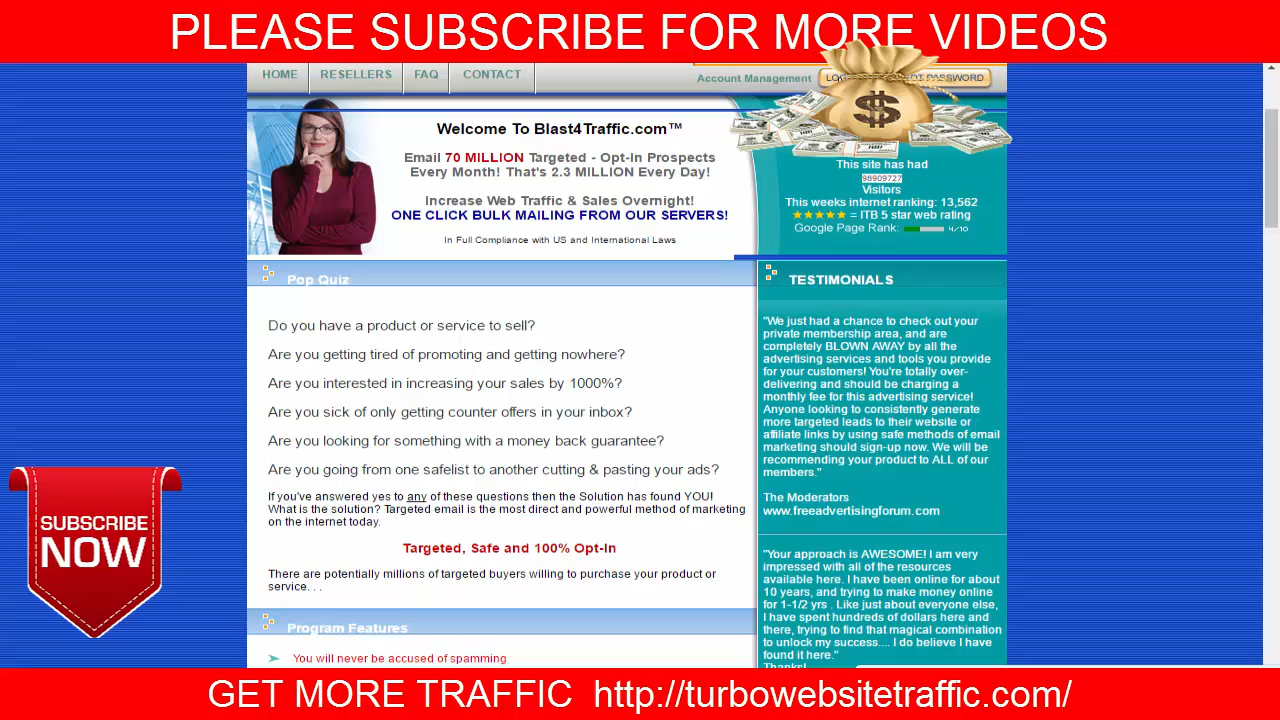 PLEASE SUBSCRIBE FOR MORE VIDEOS
HOME
RESELLERS
FAQ
CONTACT
Account Management
PASSWORD
Welcome To Blast4Traffic.com™
Email 70 MILLION Targeted - Opt-In Prospects
Every Month! That's 2.3 MILLION Every Day!
Increase Web Traffic & Sales Overnight!
ONE CLICK BULK MAILING FROM OUR SERVERS!
In Full Compliance with US and International Laws
$
This site has had
98909727
Visitors
This weeks internet ranking: 13,562
= ITB 5 star web rating
Google Page Rank: 4/10
Pop Quiz
Do you have a product or service to sell?
Are you getting tired of promoting and getting nowhere?
Are you interested in increasing your sales by 1000%?
Are you sick of only getting counter offers in your inbox?
Are you looking for something with a money back guarantee?
Are you going from one safelist to another cutting & pasting your ads?
If you've answered yes to any of these questions then the Solution has found YOU!
What is the solution? Targeted email is the most direct and powerful method of marketing
on the internet today.
Targeted, Safe and 100% Opt-In
There are potentially millions of targeted buyers willing to purchase your product or
service. . .
Program Features
You will never be accused of spamming
TESTIMONIALS
"We just had a chance to check out your
private membership area, and are
completely BLOWN AWAY by all the
advertising services and tools you provide
for your customers! You're totally over-
delivering and should be charging a
monthly fee for this advertising service!
Anyone looking to consistently generate
more targeted leads to their website or
affiliate links by using safe methods of email
marketing should sign-up now. We will be
recommending your product to ALL of our
members."
The Moderators
www.freeadvertisingforum.com
"Your approach is AWESOME! I am very
impressed with all of the resources
available here. I have been online for about
10 years, and trying to make money online
for 1-1/2 yrs . Like just about everyone else,
I have spent hundreds of dollars here and
there, trying to find that magical combination
to unlock my success.... I do believe I have
found it here."
Thanks!
SUBSCRIBE
NOW
GET MORE TRAFFIC http://turbowebsitetraffic.com/